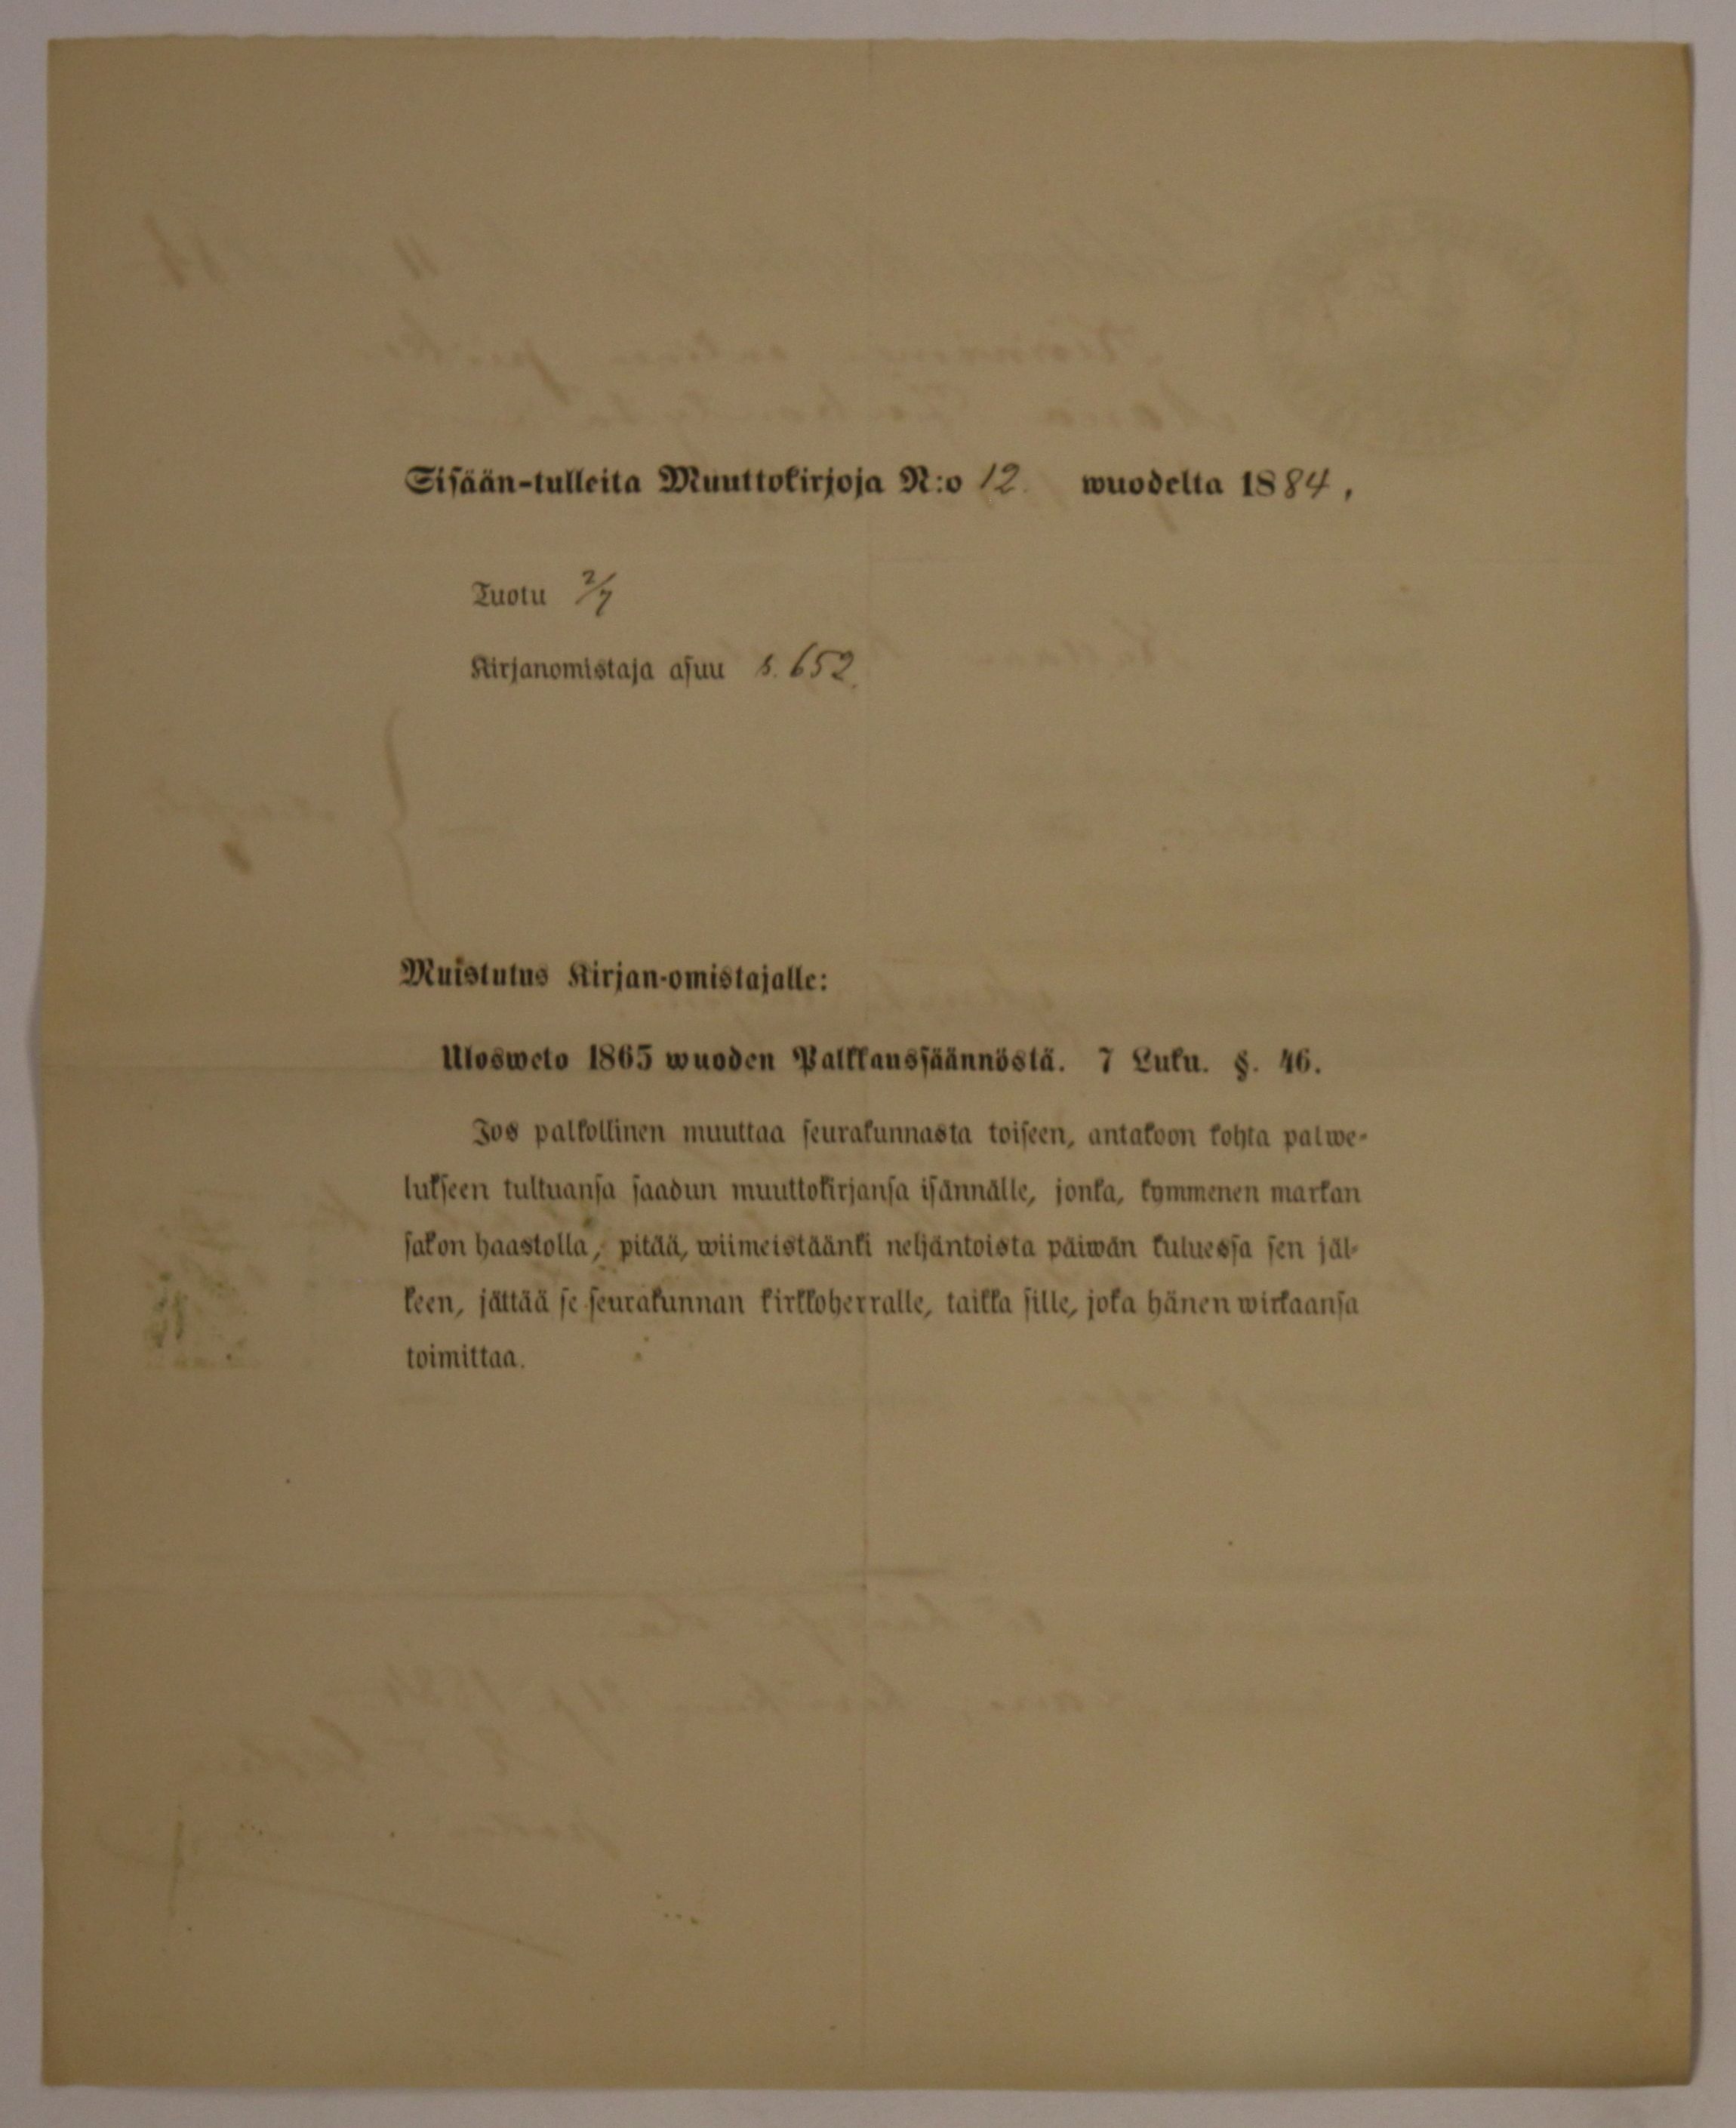 Sisään-tulleita Muuttokirjoja N:o 12. wuodelta 1884,
Tuotu 2/7
Kirjanomistaja asuu s. 652.
Muistutus Kirjan-omistajalle:
Ulosweto 1865 wuoden Palkkaussäännöstä. 7 Luku. §. 46.
Jos palkollinen muuttaa seurakunnasta toiseen, antakoon kohta palwe-
lukseen tultuansa saadun muuttokirjansa isännälle, jonka, kymmenen markan
sakon haastolla, pitää, wiimeistäänki neljäntoista päiwän kuluessa sen jäl-
keen, jättää se seurakunnan kirkkoherralle, taikka sille, joka hänen wirkaansa
toimittaa.